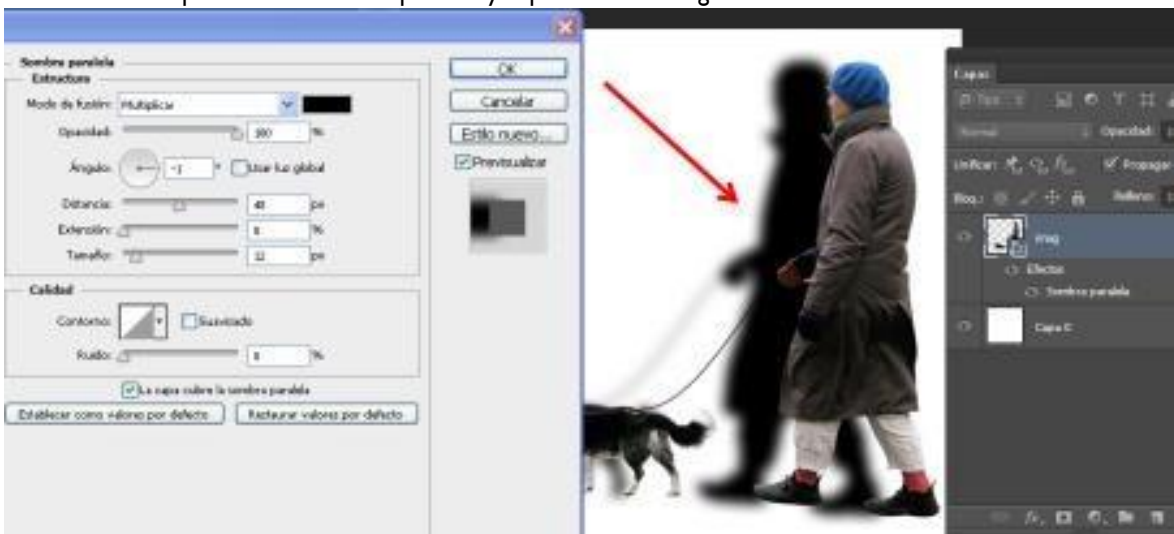 Sombra paralela
Estructura
Modo de fusión: Multiplicar
Opacidad: 100 %
Ángulo: -1 ° Usar luz global
Distancia: px
Extensión: %
Tamaño: px
Calidad
Contorno: Suavizado
Ruido: %
La capa cubre la sombra paralela
Establecer como valores por defecto Restaurar valores por defecto
OK
Cancelar
Estilo nuevo...
Previsualizar
Capas
Normal Opacidad:
Unificar: Propagar
Bloq.: Relleno:
Efectos
Sombra paralela